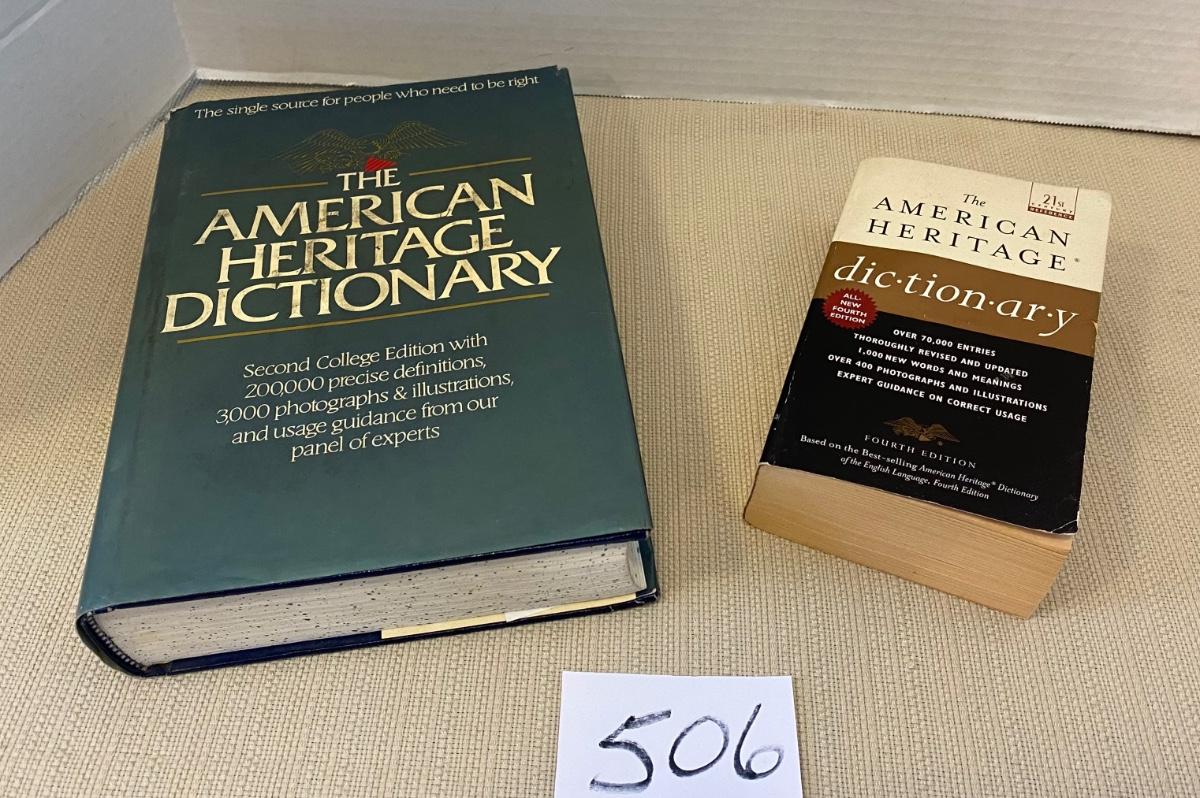 The single source for people who need to be right
THE
AMERICAN
HERITAGE
DICTIONARY
Second College Edition with
200,000 precise definitions,
3,000 photographs & illustrations,
and usage guidance from our
panel of experts
21ST
CENTURY
REFERENCE
The
AMERICAN
HERITAGE®
dic·tion·ar·y
ALL-
NEW
FOURTH
EDITION
OVER 70,000 ENTRIES
THOROUGHLY REVISED AND UPDATED
1,000 NEW WORDS AND MEANINGS
OVER 400 PHOTOGRAPHS AND ILLUSTRATIONS
EXPERT GUIDANCE ON CORRECT USAGE
FOURTH EDITION
Based on the Best-selling American Heritage® Dictionary
of the English Language, Fourth Edition
506